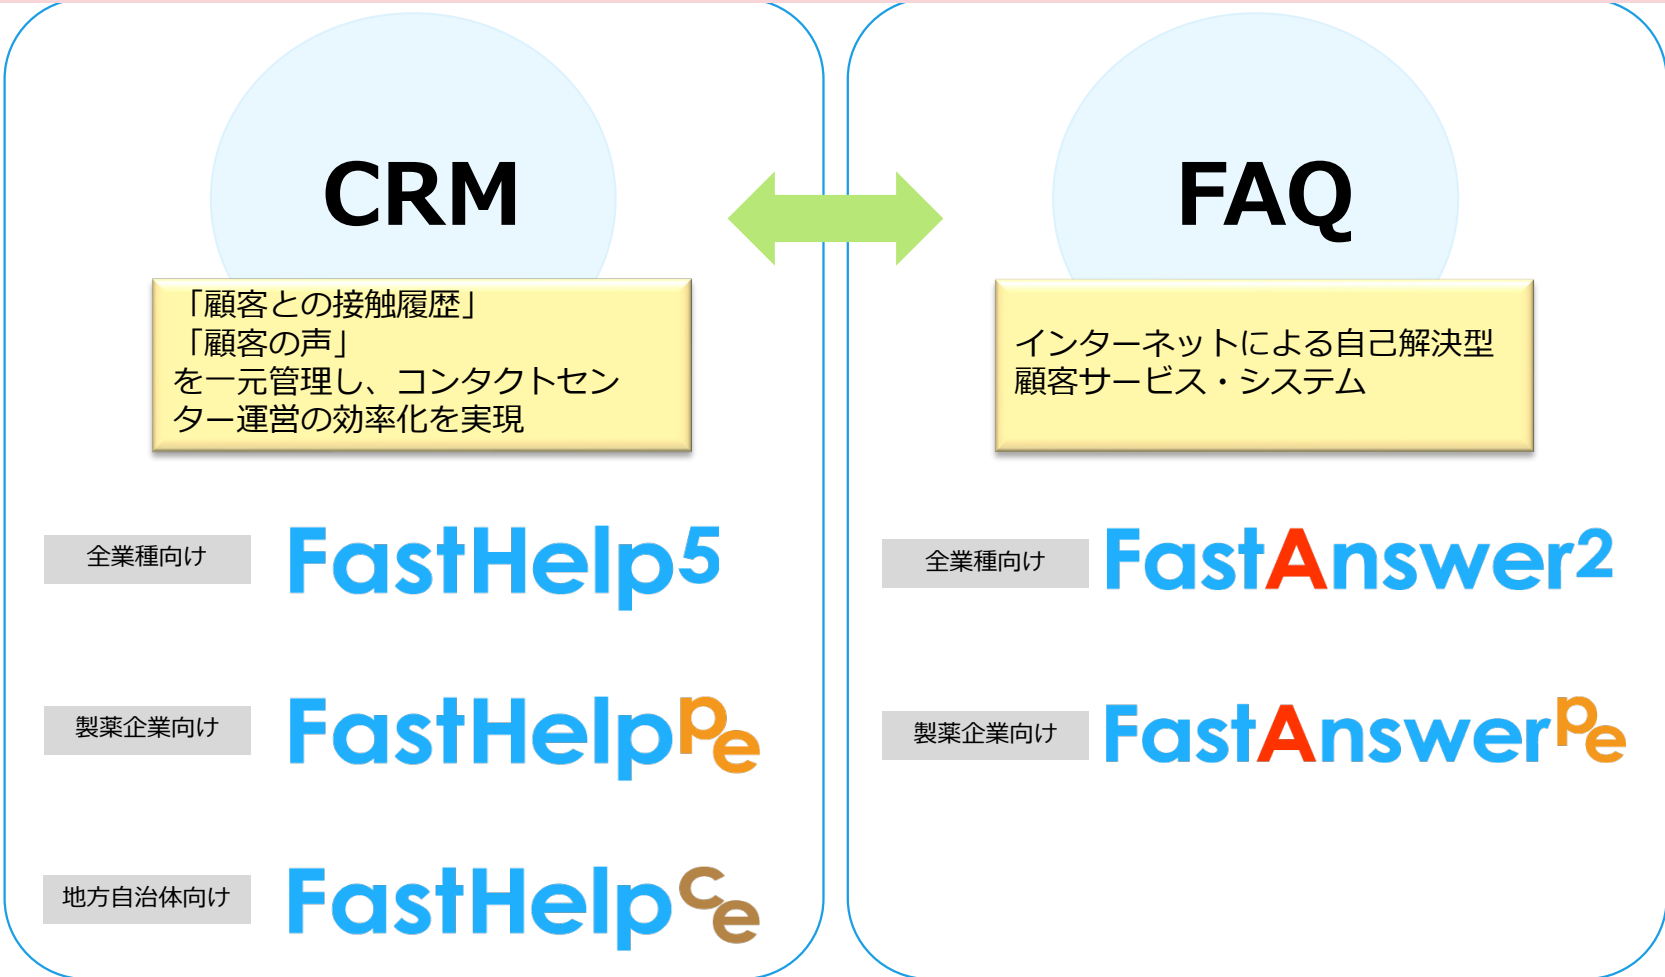 CRM
「顧客との接触履歴」
「顧客の声」
を一元管理し、コンタクトセン
ター運営の効率化を実現
全業種向け
FastHelp5
製薬企業向け
FastHelppe
地方自治体向け
FastHelpce
FAQ
インターネットによる自己解決型
顧客サービス・システム
全業種向け
FastAnswer2
製薬企業向け
FastAnswerpe